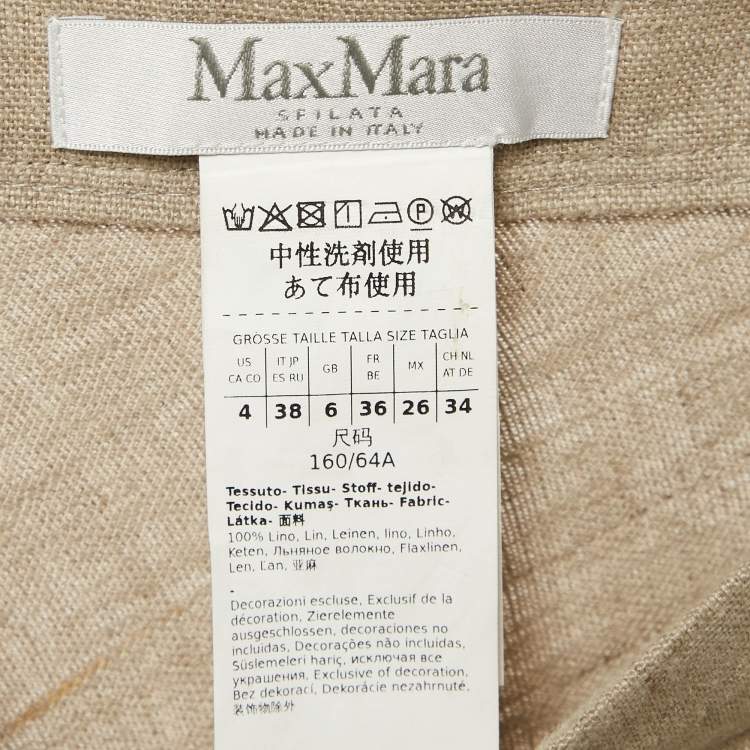 MaxMara
SFILATA
MADE IN ITALY
中性洗剤使用
あて布使用
GRÖSSE TAILLE TALLA SIZE TAGLIA
US CA CO IT JP ES RU GB FR BE MX CH NL AT DE
4 38 6 36 26 34
尺码
160/64A
Tessuto- Tissu- Stoff- tejido-
Tecido- Kumaş- Ткань- Fabric-
Látka- 面料
100% Lino, Lin, Leinen, lino, Linho,
Keten, Льняное волокно, Flaxlinen,
Len, Ľan, 亚麻
-
Decorazioni escluse, Exclusif de la
décoration, Zierelemente
ausgeschlossen, decoraciones no
incluidas, Decorações não incluidas,
Süslemeleri hariç, исключая все
украшения, Exclusive of decoration,
Bez dekorací, Dekorácie nezahrnuté,
装饰物除外